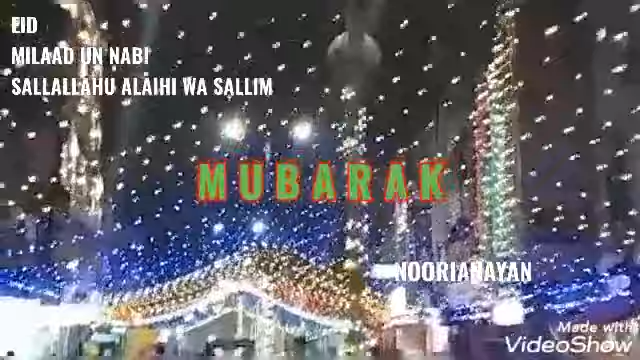 EID
MILAAD UN NABI
SALLALLAHU ALAIHI WA SALLIM
MUBARAK
NOORIANAYAN
Made with
VideoShow